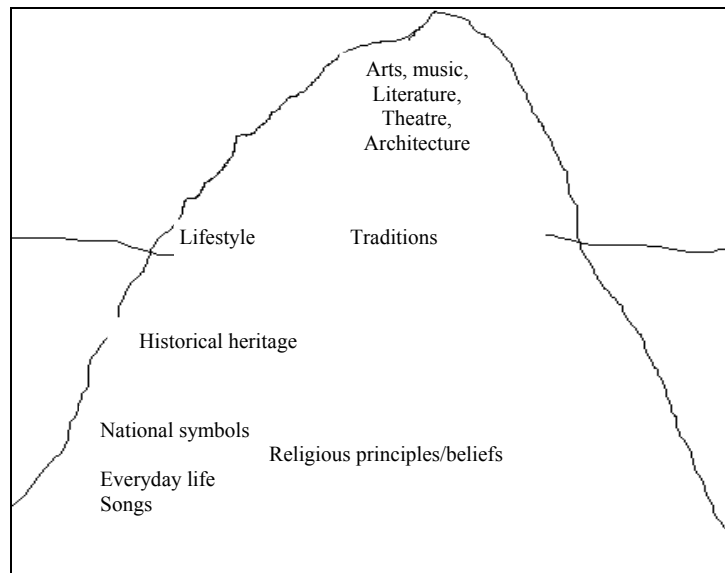 Arts, music,
Literature,
Theatre,
Architecture
Lifestyle
Traditions
Historical heritage
National symbols
Religious principles/beliefs
Everyday life
Songs